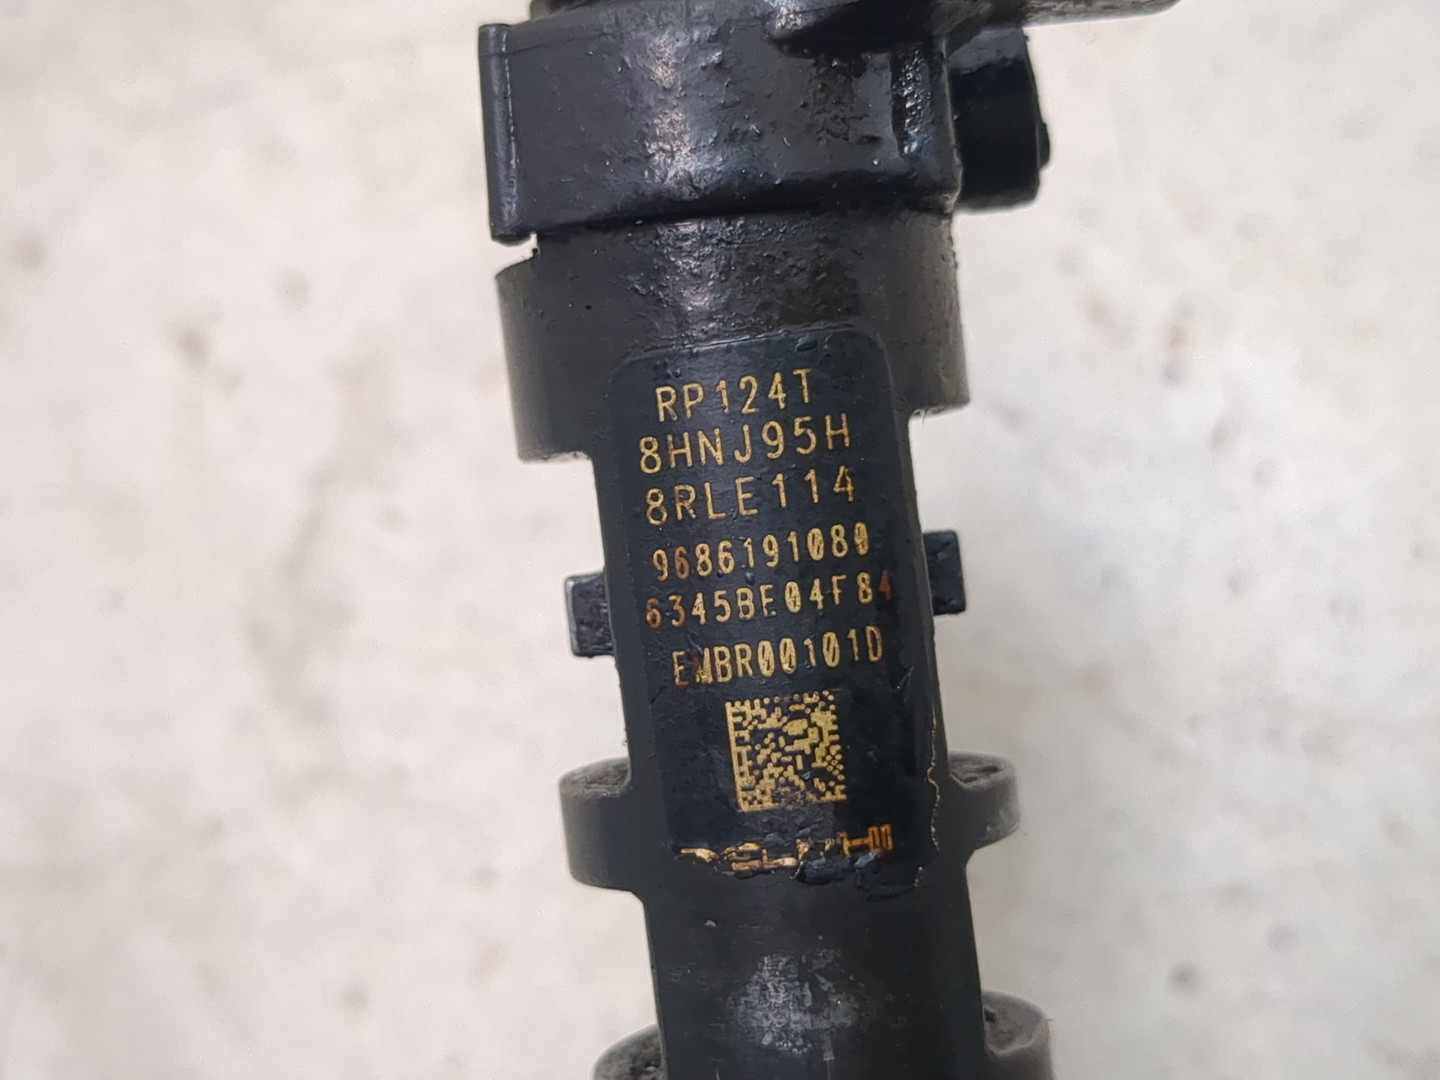 RP124T
8HNJ95H
8RLE114
9686191080
6345BE04F84
EMBR00101D